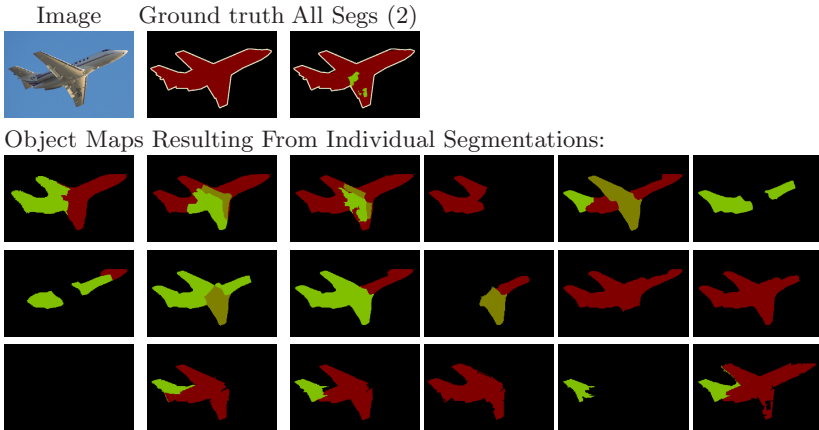 Image Ground truth All Segs (2)
Object Maps Resulting From Individual Segmentations: